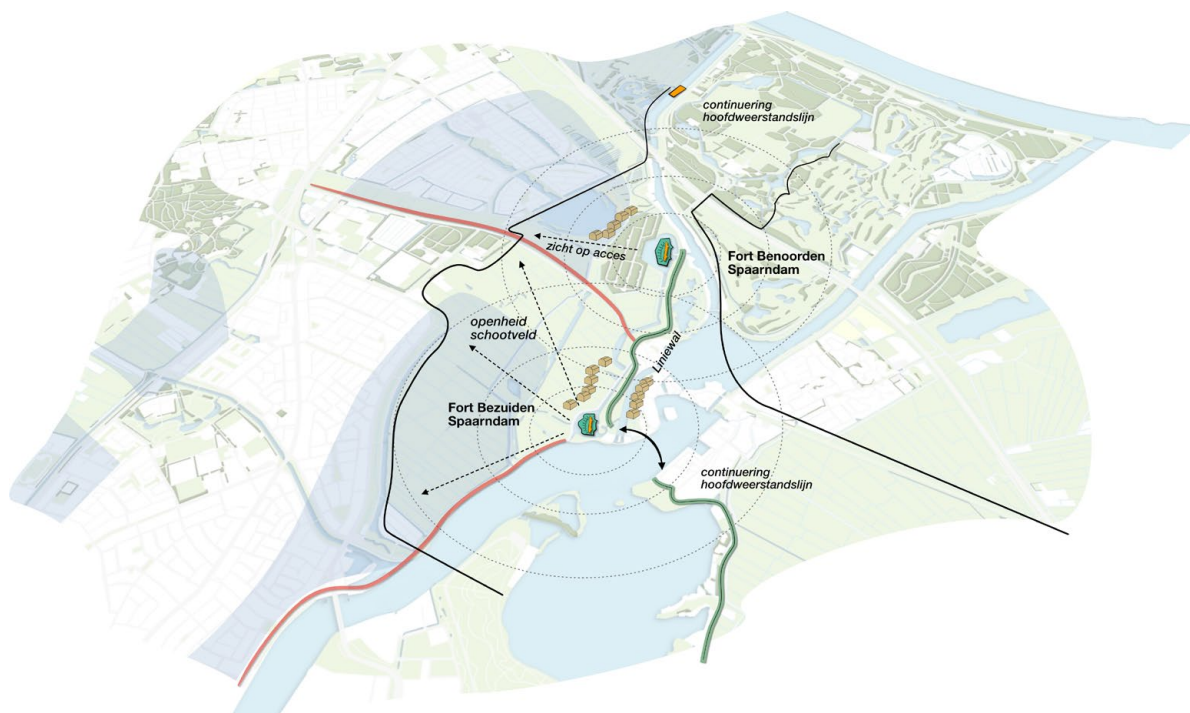 continuering
hoofdweerstandslijn
zicht op acces
Fort Benoorden
Spaarndam
openheid
schootveld
Liniewal
Fort Bezuiden
Spaarndam
continuering
hoofdweerstandslijn